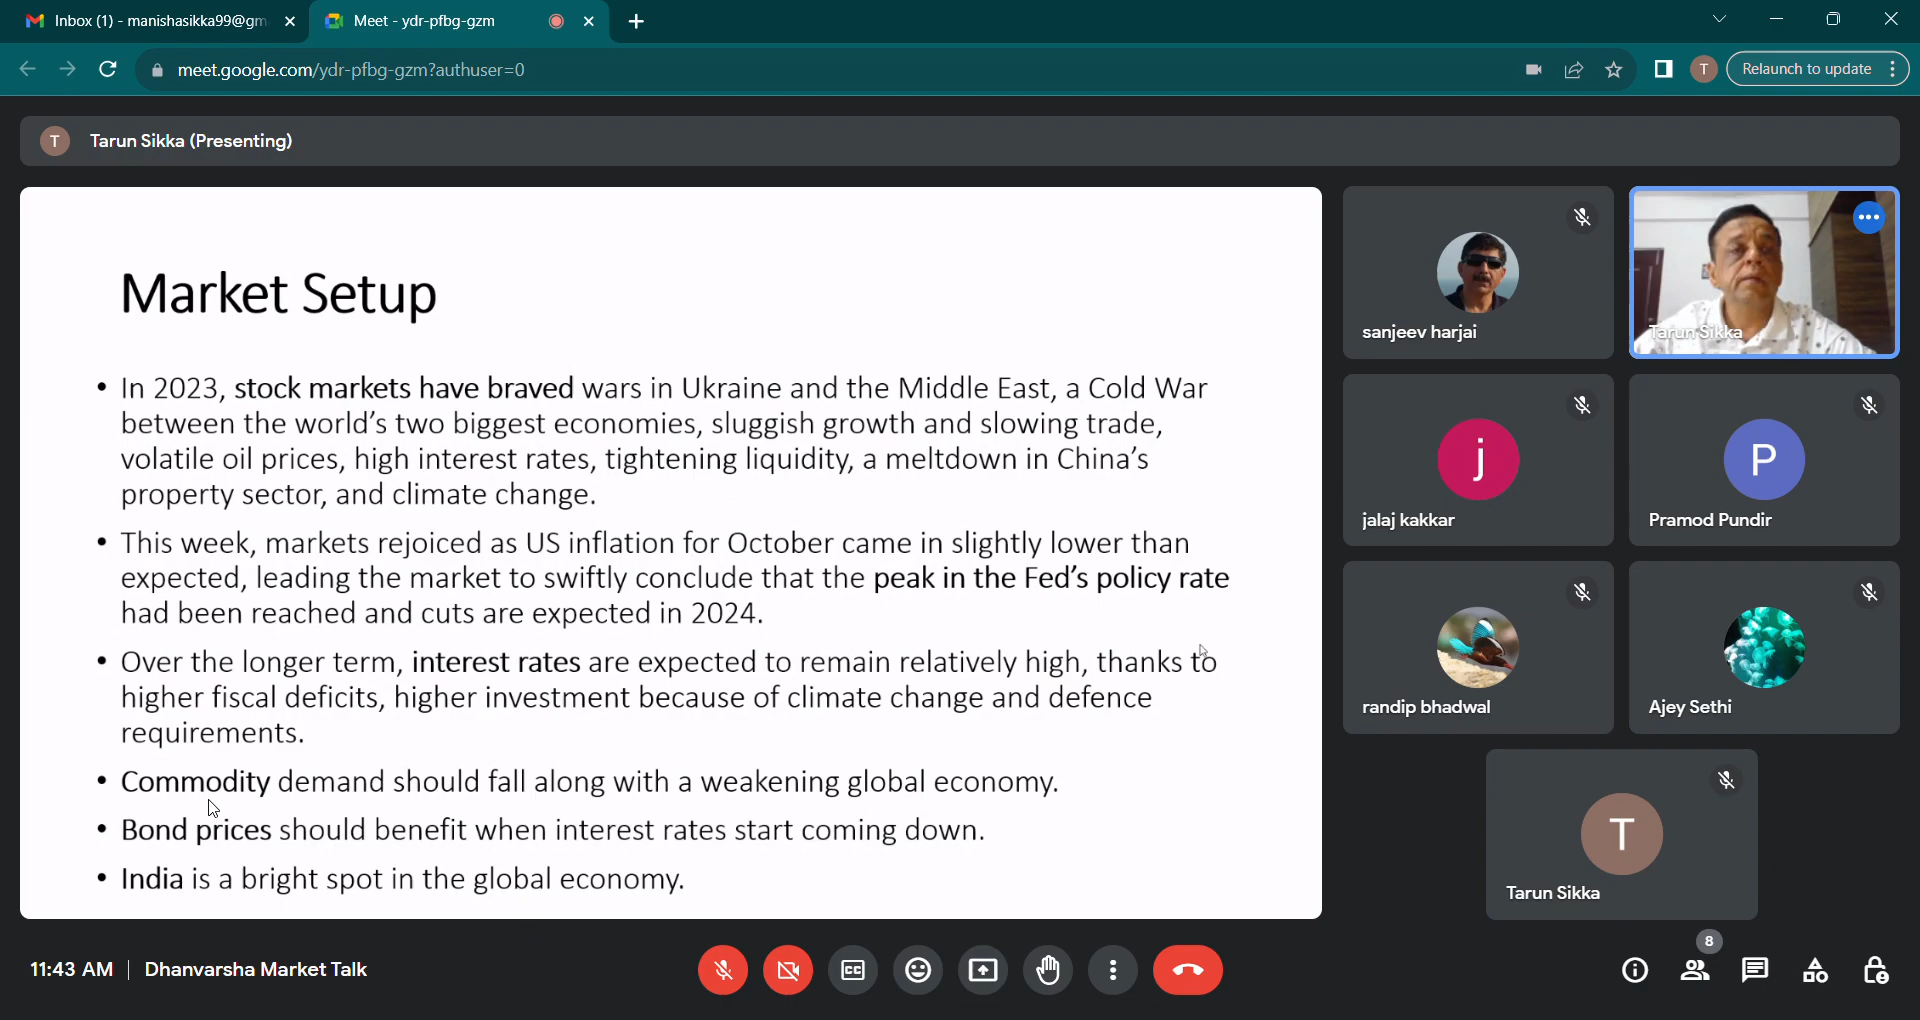 Inbox (1) - manishasikka99@gm
Meet - ydr-pfbg-gzm
meet.google.com/ydr-pfbg-gzm?authuser=0
T
Relaunch to update
T
Tarun Sikka (Presenting)
Market Setup
• In 2023, stock markets have braved wars in Ukraine and the Middle East, a Cold War
between the world's two biggest economies, sluggish growth and slowing trade,
volatile oil prices, high interest rates, tightening liquidity, a meltdown in China's
property sector, and climate change.
• This week, markets rejoiced as US inflation for October came in slightly lower than
expected, leading the market to swiftly conclude that the peak in the Fed's policy rate
had been reached and cuts are expected in 2024.
• Over the longer term, interest rates are expected to remain relatively high, thanks to
higher fiscal deficits, higher investment because of climate change and defence
requirements.
• Commodity demand should fall along with a weakening global economy.
• Bond prices should benefit when interest rates start coming down.
• India is a bright spot in the global economy.
sanjeev harjai
Tarun Sikka
j
jalaj kakkar
P
Pramod Pundir
randip bhadwal
Ajey Sethi
T
Tarun Sikka
11:43 AM | Dhanvarsha Market Talk
CC
8